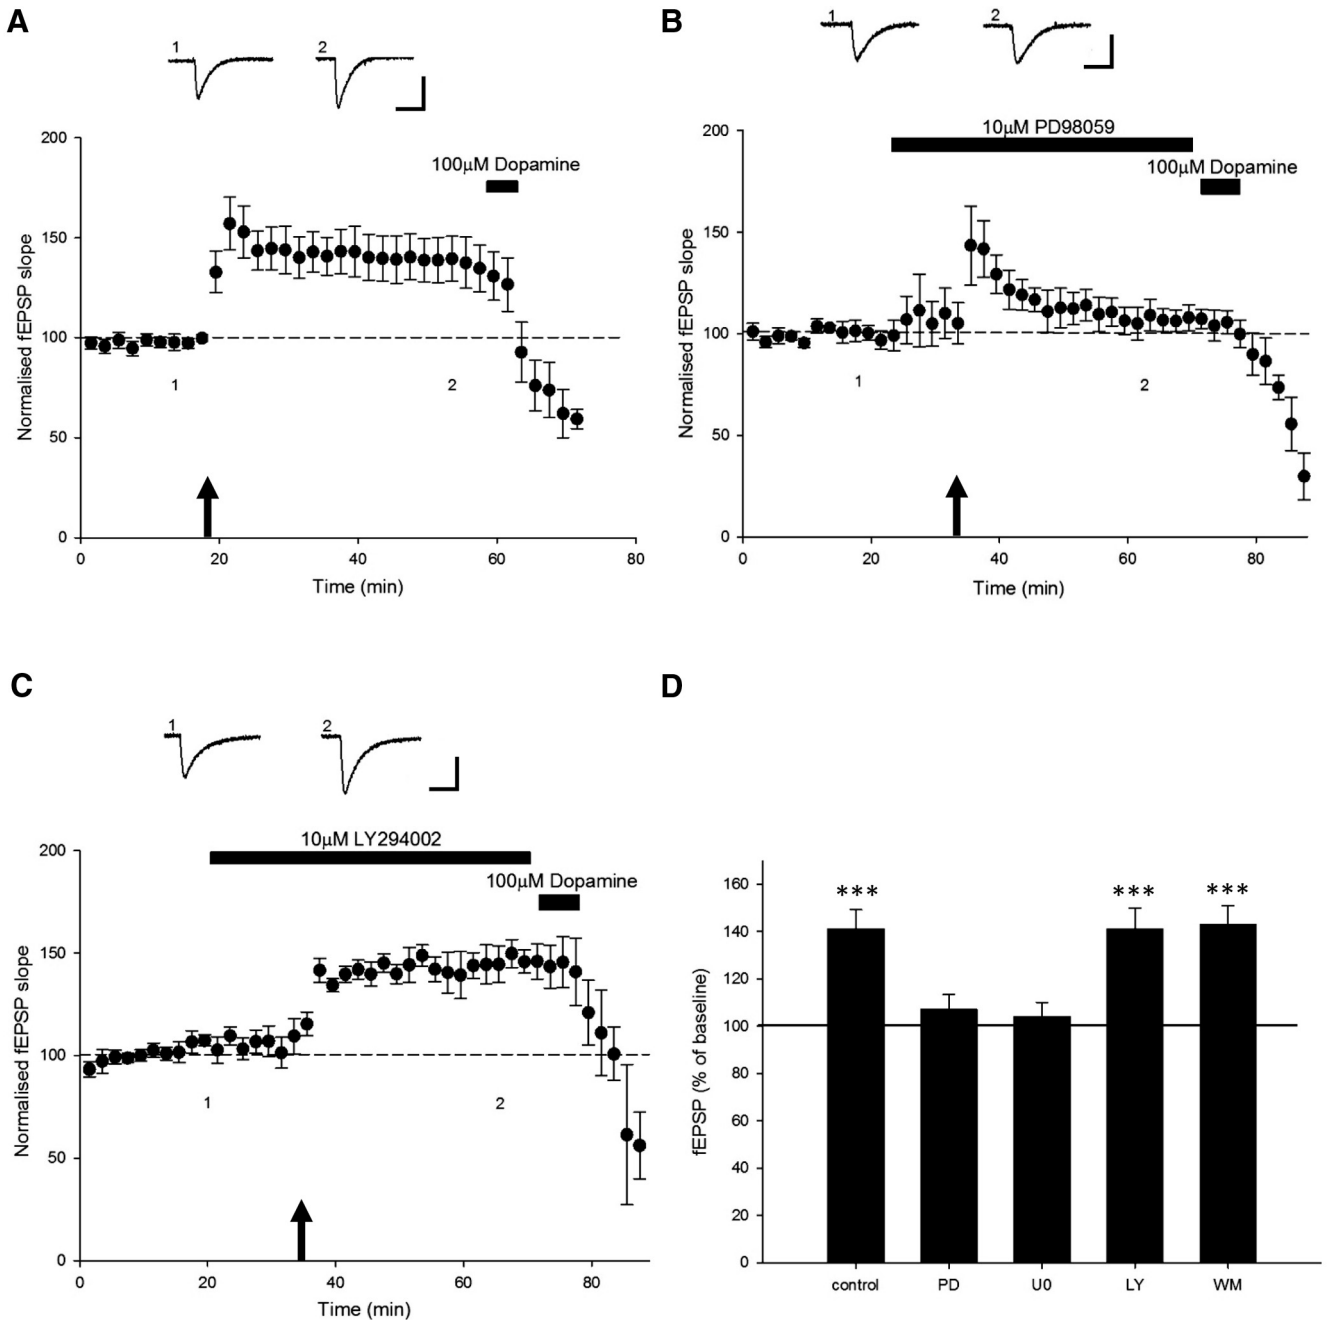 A
1 2
200
100μM Dopamine
150
100
1 2
50
0
0 20 40 60 80
Time (min)
Normalised fEPSP slope
B
1 2
10μM PD98059
200
100μM Dopamine
150
100
1 2
50
0
0 20 40 60 80
Time (min)
Normalised fEPSP slope
C
1 2
10μM LY294002
200
100μM Dopamine
150
100
1 2
50
0
0 20 40 60 80
Time (min)
Normalised fEPSP slope
D
160
*** *** ***
140
120
100
80
60
40
20
0
control PD U0 LY WM
fEPSP (% of baseline)